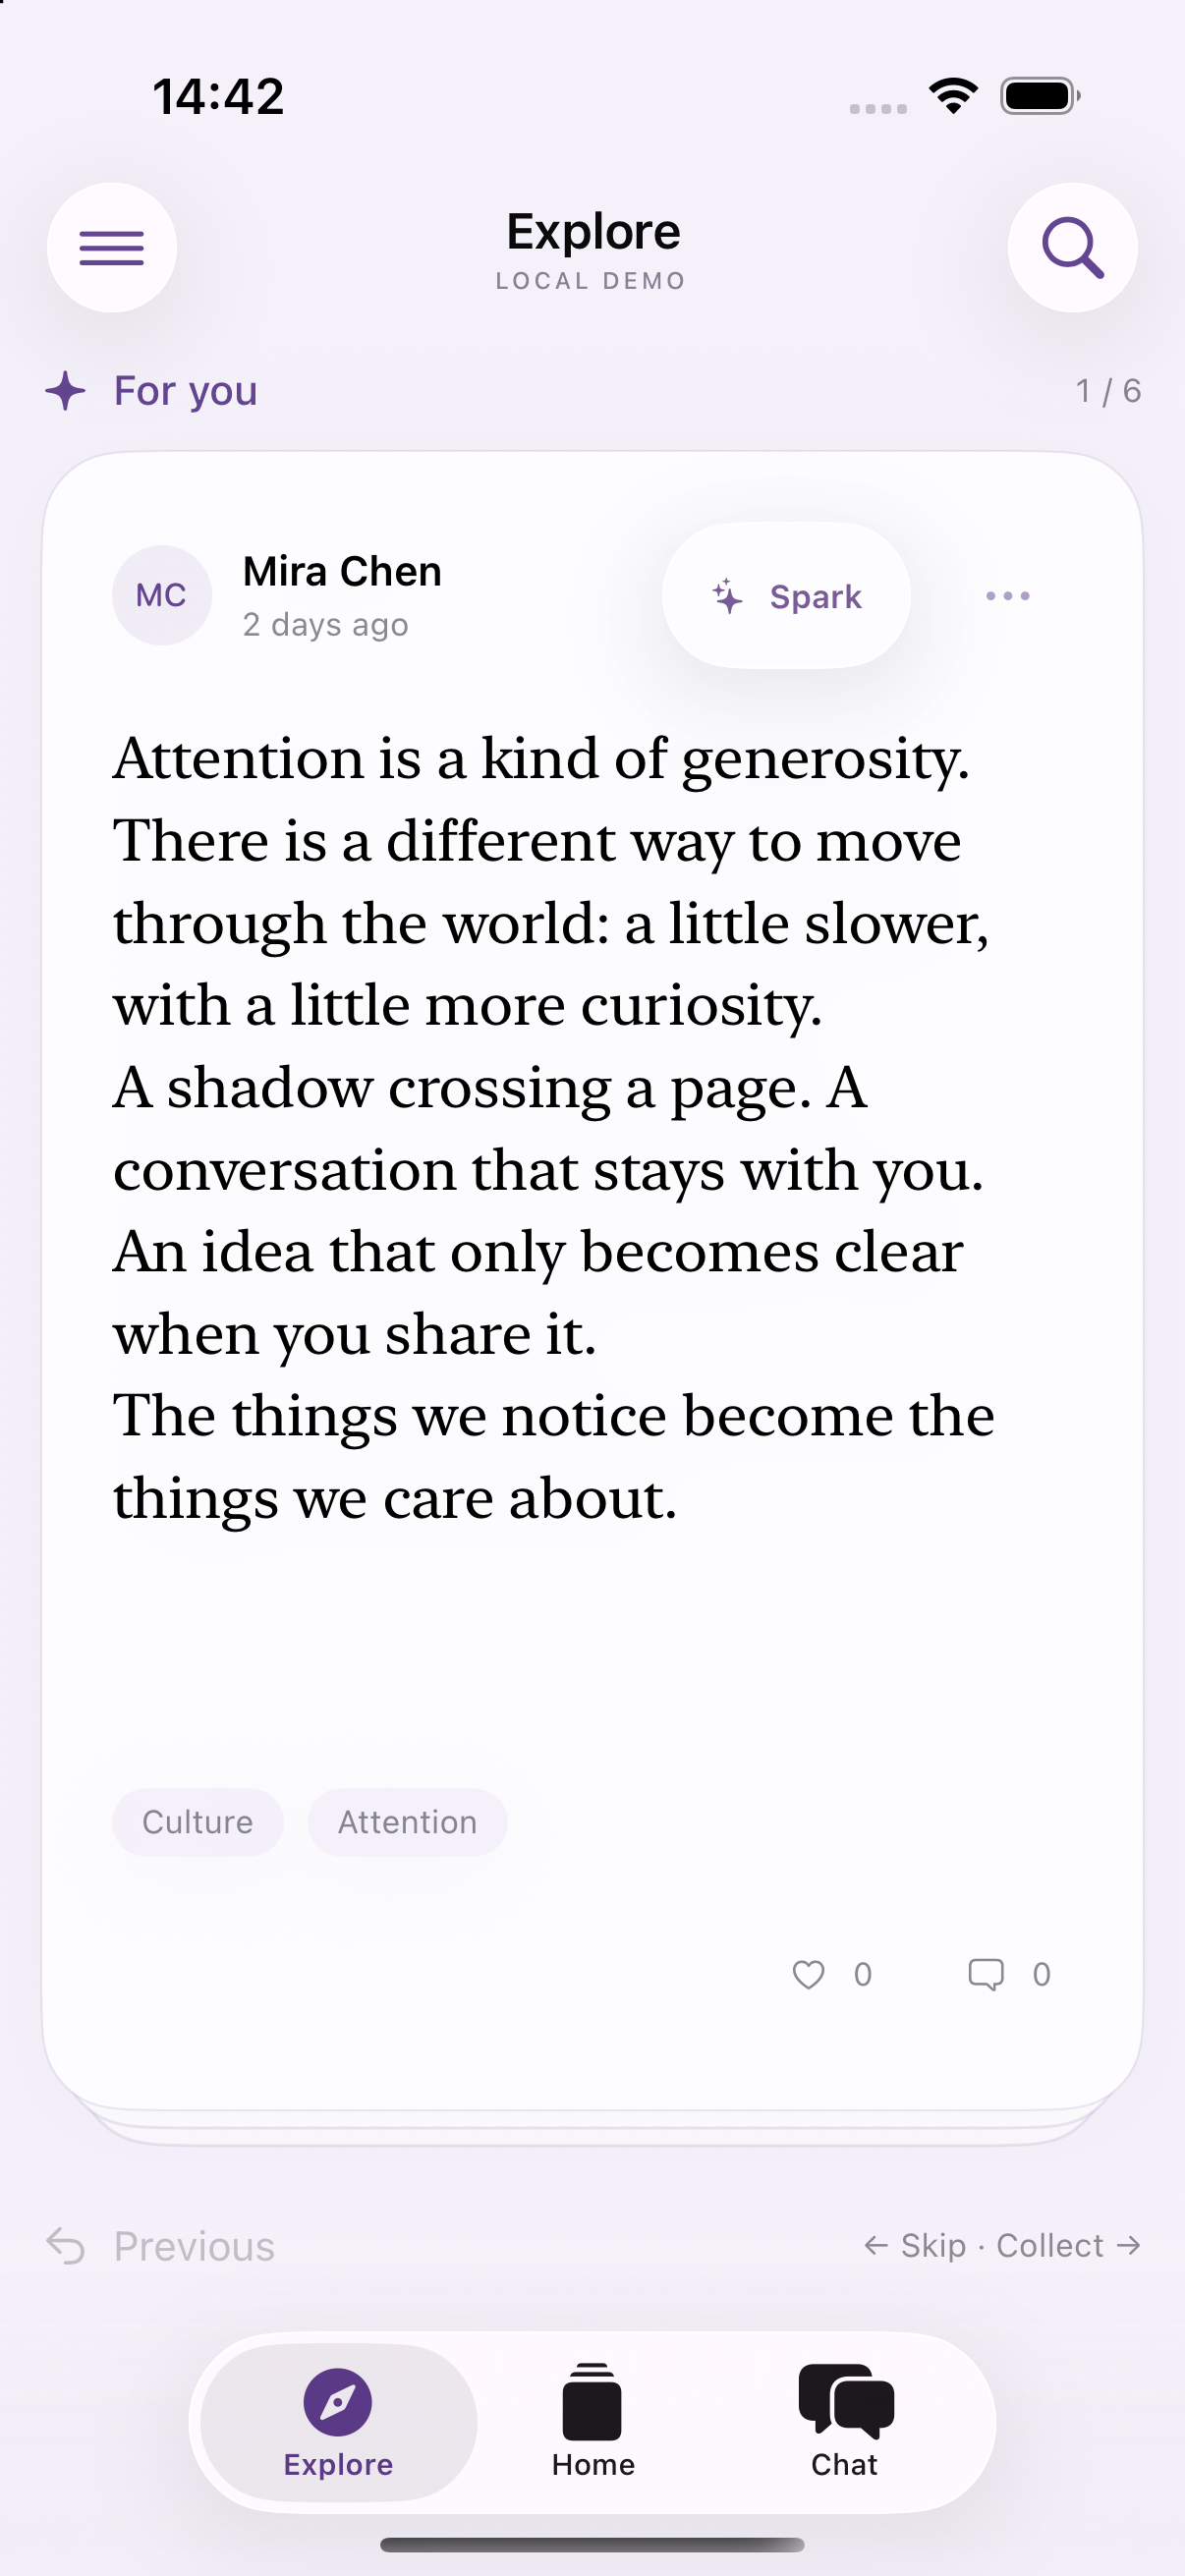 14:42
Explore
LOCAL DEMO
For you
1 / 6
MC
Mira Chen
2 days ago
Spark
Attention is a kind of generosity.
There is a different way to move
through the world: a little slower,
with a little more curiosity.
A shadow crossing a page. A
conversation that stays with you.
An idea that only becomes clear
when you share it.
The things we notice become the
things we care about.
Culture
Attention
0
0
Previous
← Skip · Collect →
Explore
Home
Chat